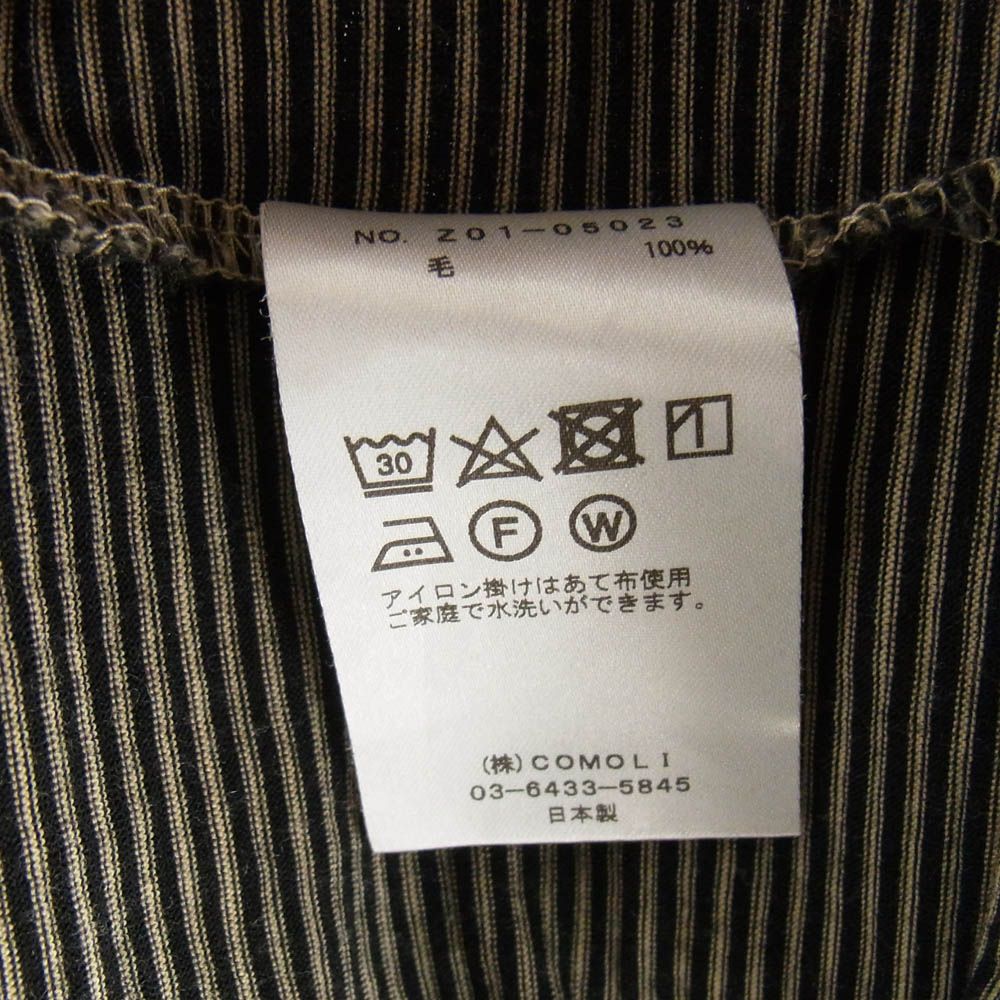 NO. Z01-05023
毛 100%
30
F W
アイロン掛けはあて布使用
ご家庭で水洗いができます。
(株)COMOLI
03-6433-5845
日本製